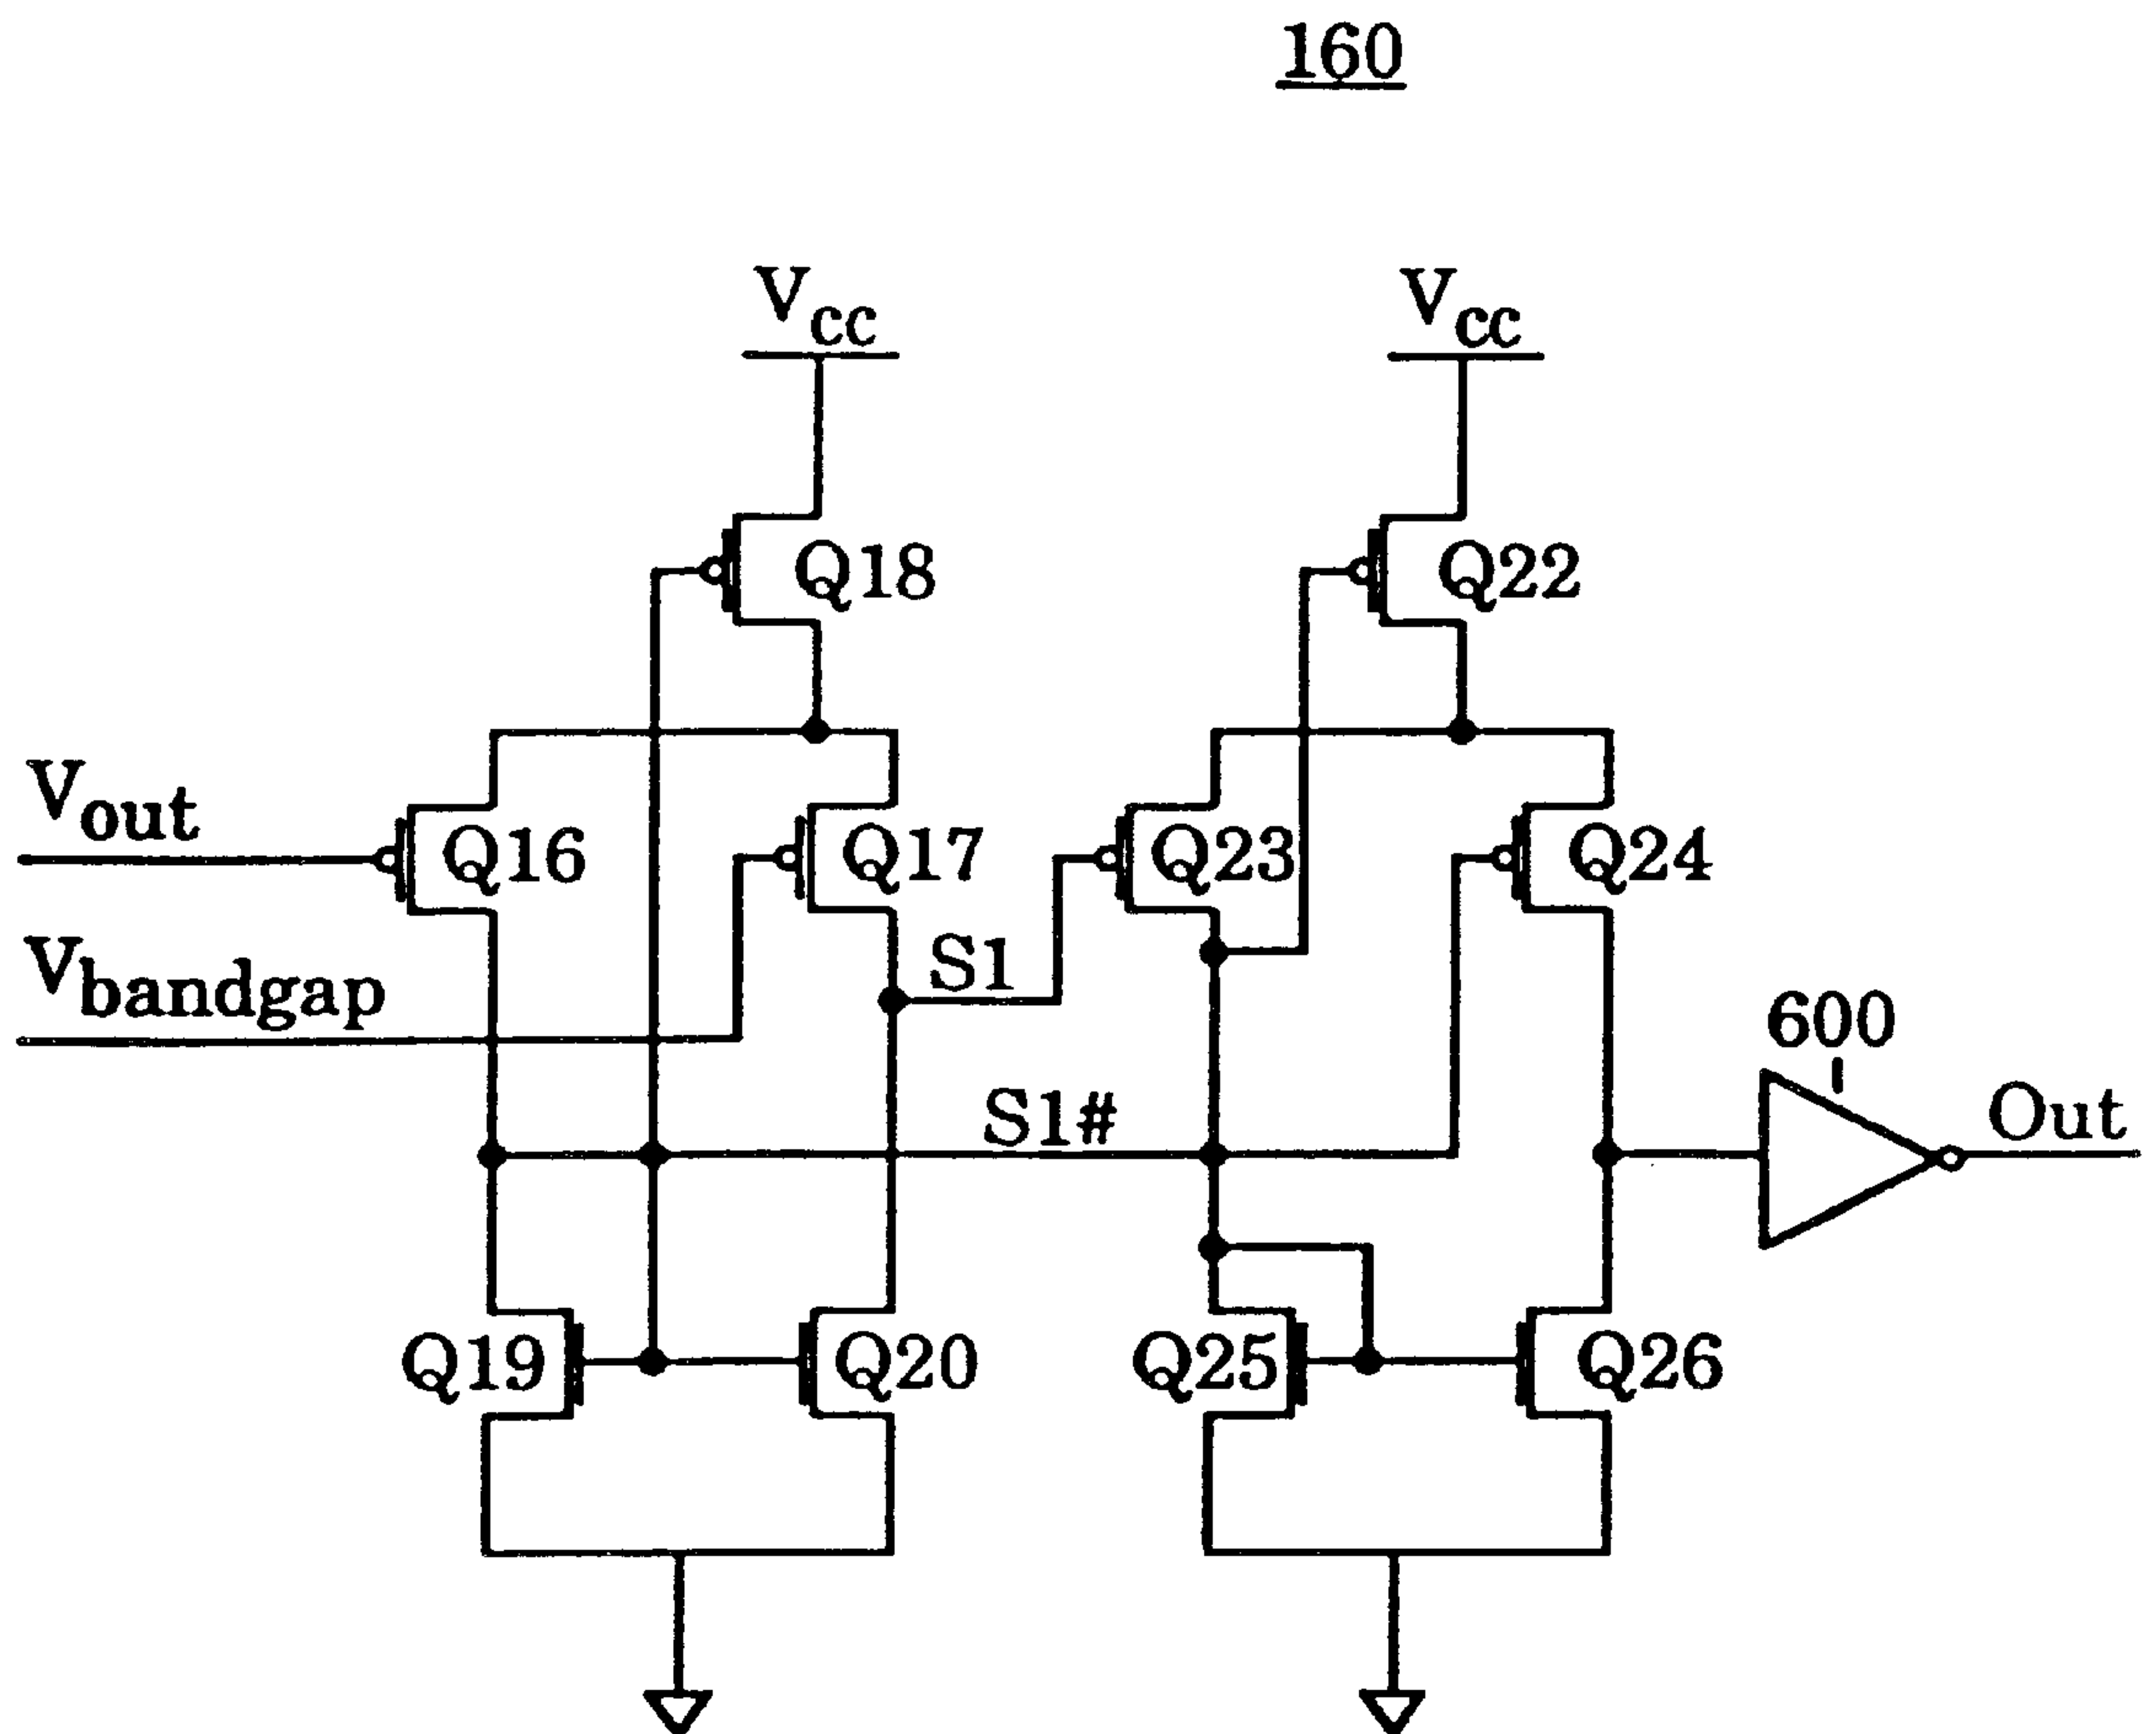 160
Vcc
Vcc
Q18
Q22
Vout
Q16
Q17
Q23
Q24
Vbandgap
S1
600
S1#
Out
Q19
Q20
Q25
Q26